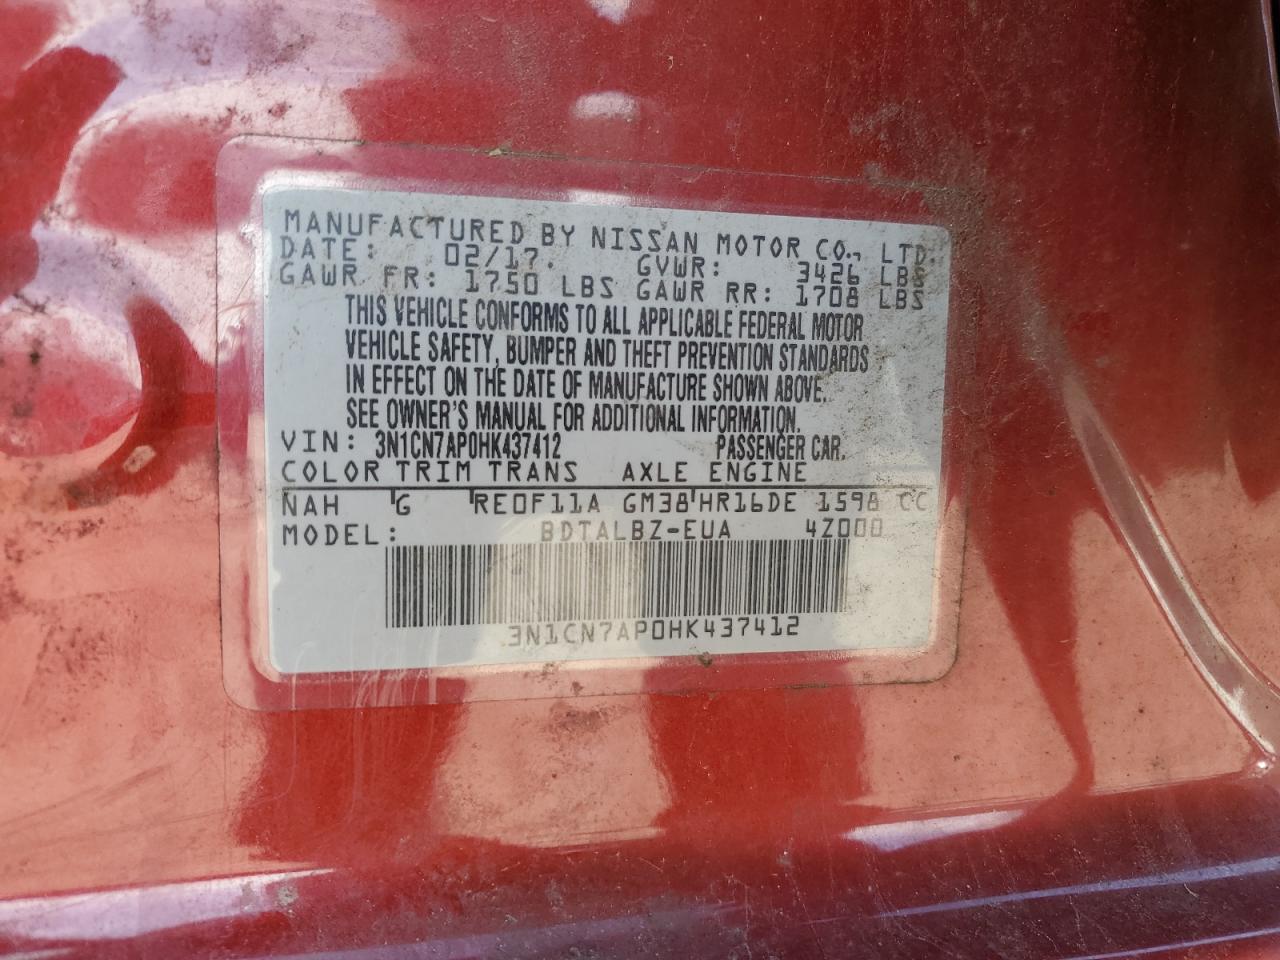 MANUFACTURED BY NISSAN MOTOR CO., LTD.
DATE: 02/17. GVWR: 3426 LBS
GAWR FR: 1750 LBS GAWR RR: 1708 LBS
THIS VEHICLE CONFORMS TO ALL APPLICABLE FEDERAL MOTOR
VEHICLE SAFETY, BUMPER AND THEFT PREVENTION STANDARDS
IN EFFECT ON THE DATE OF MANUFACTURE SHOWN ABOVE.
SEE OWNER'S MANUAL FOR ADDITIONAL INFORMATION.
VIN: 3N1CN7AP0HK437412 PASSENGER CAR.
COLOR TRIM TRANS AXLE ENGINE
NAH 'G 'RE0F11A GM38'HR16DE 1598 CC
MODEL: BDTALBZ-EUA 4Z000
3N1CN7AP0HK437412